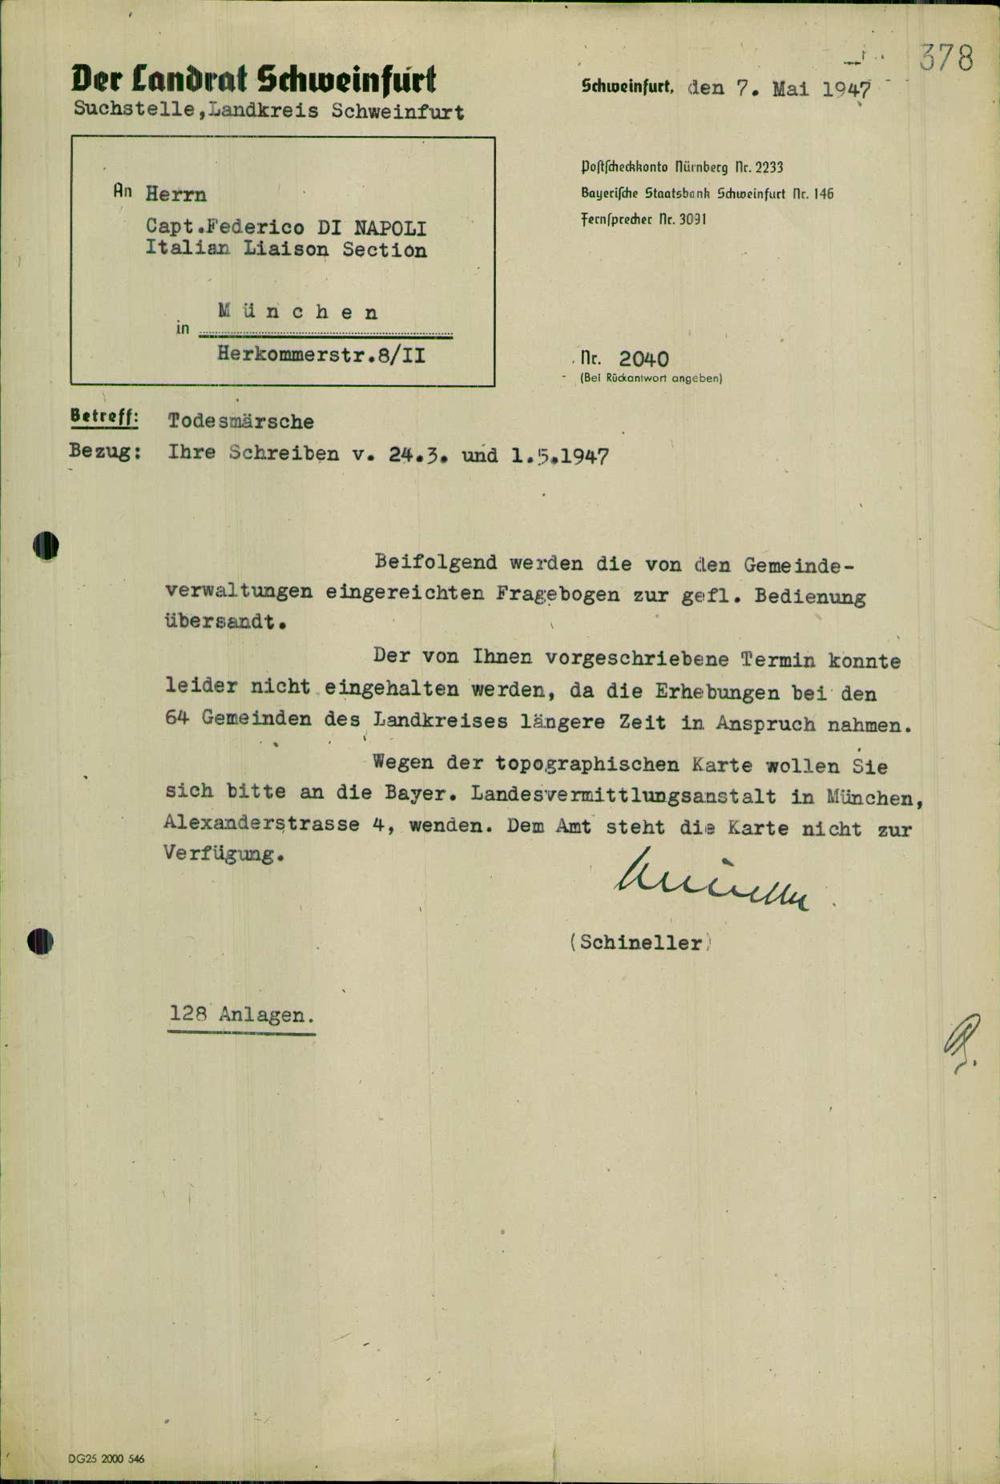 378
Der Landrat Schweinfurt
Suchstelle,Landkreis Schweinfurt
Schweinfurt, den 7. Mai 1947
Postscheckkonto Nürnberg Nr. 2233
Bayerische Staatsbank Schweinfurt Nr. 146
Fernsprecher Nr. 3091
An Herrn
Capt.Federico DI NAPOLI
Italian Liaison Section
in München
Herkommerstr.8/II
Nr. 2040
(Bei Rückantwort angeben)
Betreff: Todesmärsche
Bezug: Ihre Schreiben v. 24.3. und 1.5.1947
Beifolgend werden die von den Gemeinde-
verwaltungen eingereichten Fragebogen zur gefl. Bedienung
übersandt.
Der von Ihnen vorgeschriebene Termin konnte
leider nicht eingehalten werden, da die Erhebungen bei den
64 Gemeinden des Landkreises längere Zeit in Anspruch nahmen.
Wegen der topographischen Karte wollen Sie
sich bitte an die Bayer. Landesvermittlungsanstalt in München,
Alexanderstrasse 4, wenden. Dem Amt steht die Karte nicht zur
Verfügung.
(Schineller)
128 Anlagen.
DG25 2000 546